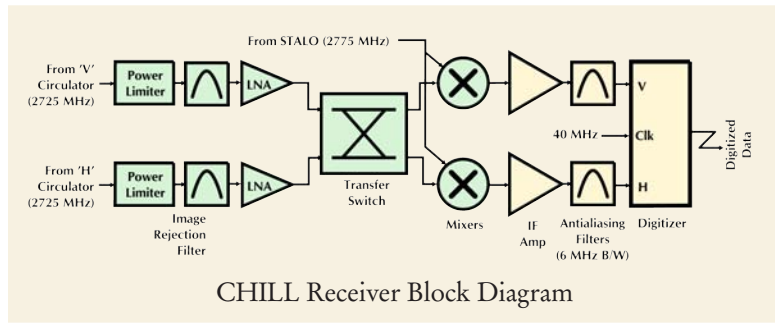 From STALO (2775 MHz)
From 'V'
Circulator
(2725 MHz)
Power
Limiter
LNA
V
40 MHz
Clk
Digitized
Data
From 'H'
Circulator
(2725 MHz)
Power
Limiter
LNA
H
Image
Rejection
Filter
Transfer
Switch
Mixers
IF
Amp
Antialiasing
Filters
(6 MHz B/W)
Digitizer
CHILL Receiver Block Diagram